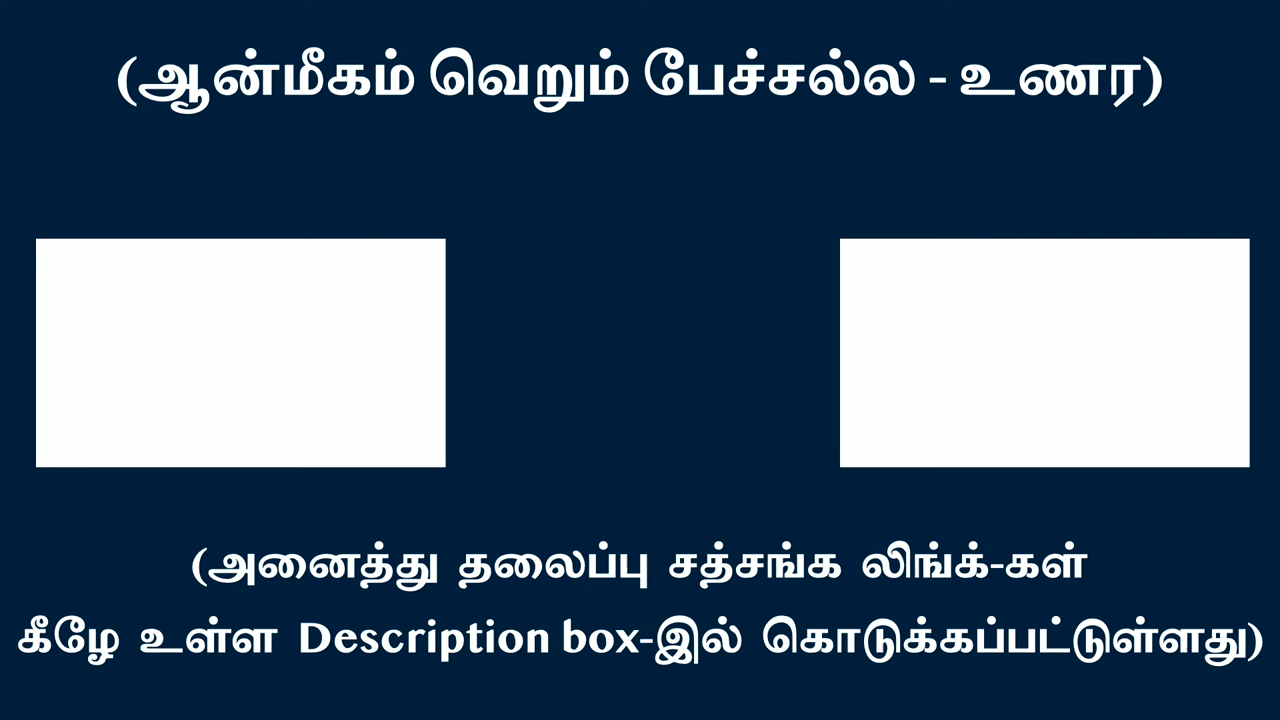 (ஆன்மீகம் வெறும் பேச்சல்ல - உணர)
(அனைத்து தலைப்பு சத்சங்க லிங்க்-கள்
கீழே உள்ள Description box-இல் கொடுக்கப்பட்டுள்ளது)